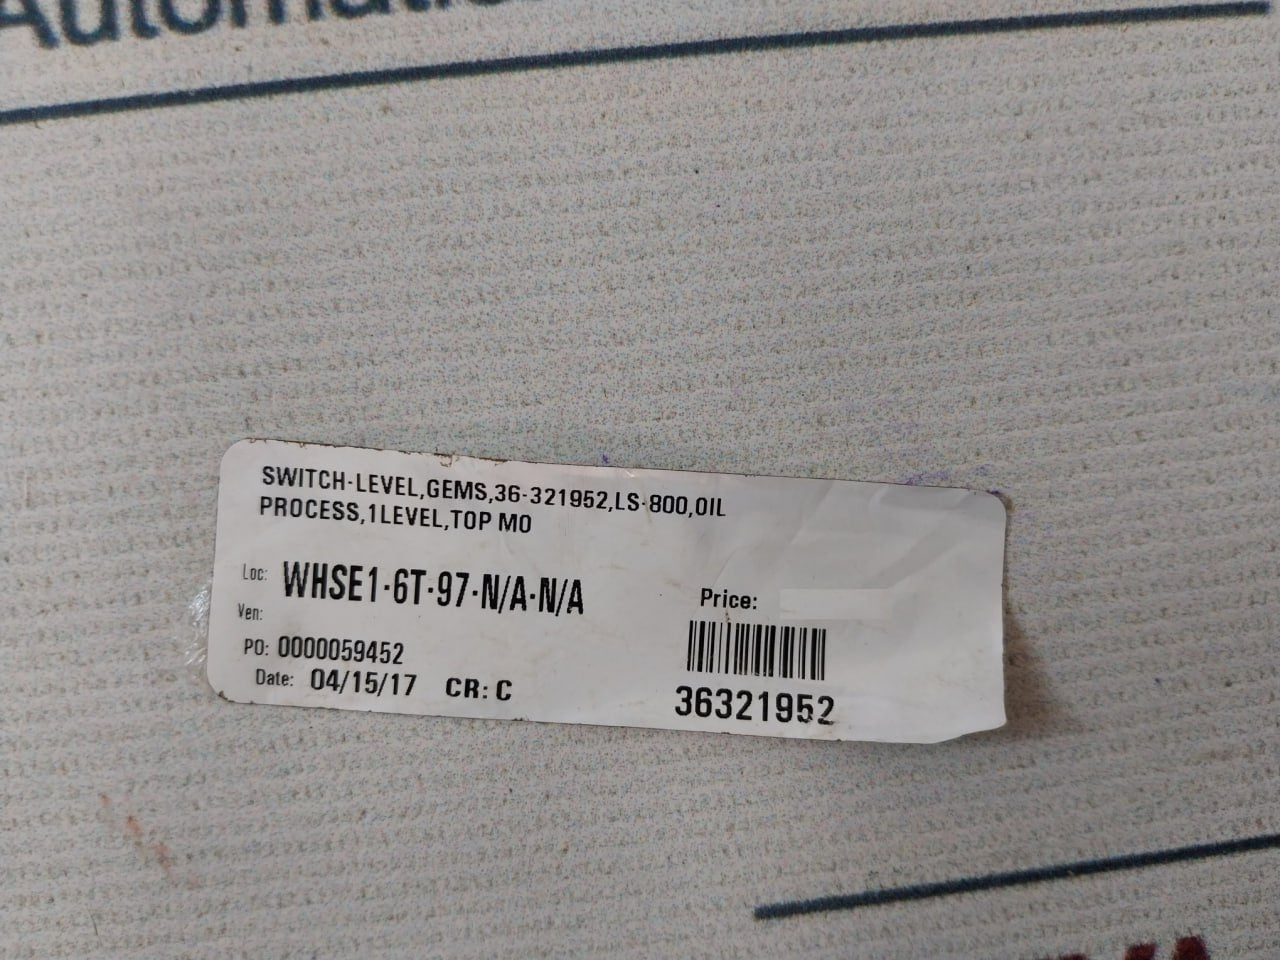 SWITCH-LEVEL,GEMS,36-321952,LS-800,OIL
PROCESS,1LEVEL,TOP MO
Loc: WHSE1-6T-97-N/A-N/A
Ven:
Price:
PO: 0000059452
Date: 04/15/17 CR: C
36321952